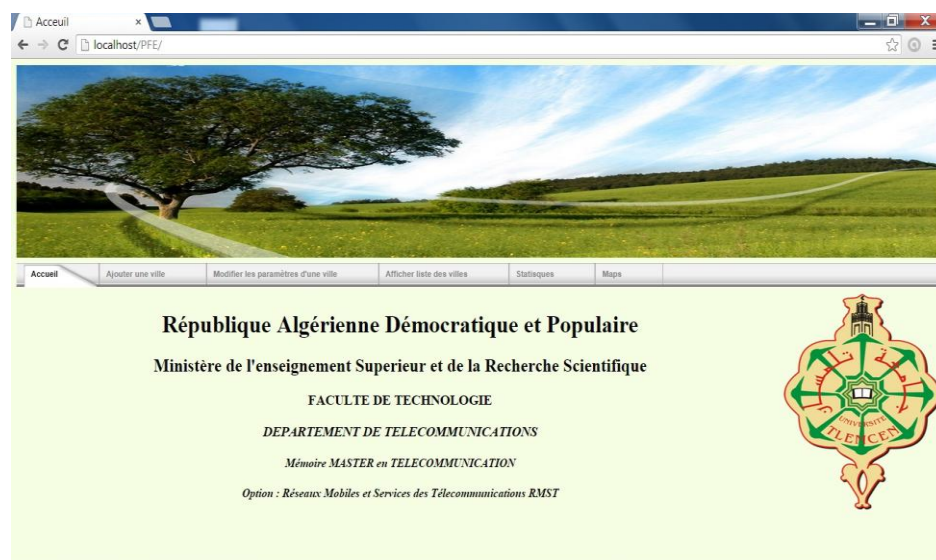 Acceuil
localhost/PFE/
Accueil Ajouter une ville Modifier les paramètres d'une ville Afficher liste des villes Statisques Maps
République Algérienne Démocratique et Populaire
Ministère de l'enseignement Superieur et de la Recherche Scientifique
FACULTE DE TECHNOLOGIE
DEPARTEMENT DE TELECOMMUNICATIONS
Mémoire MASTER en TELECOMMUNICATION
Option : Réseaux Mobiles et Services des Télecommunications RMST
UNIVERSITE
TLEMCEN